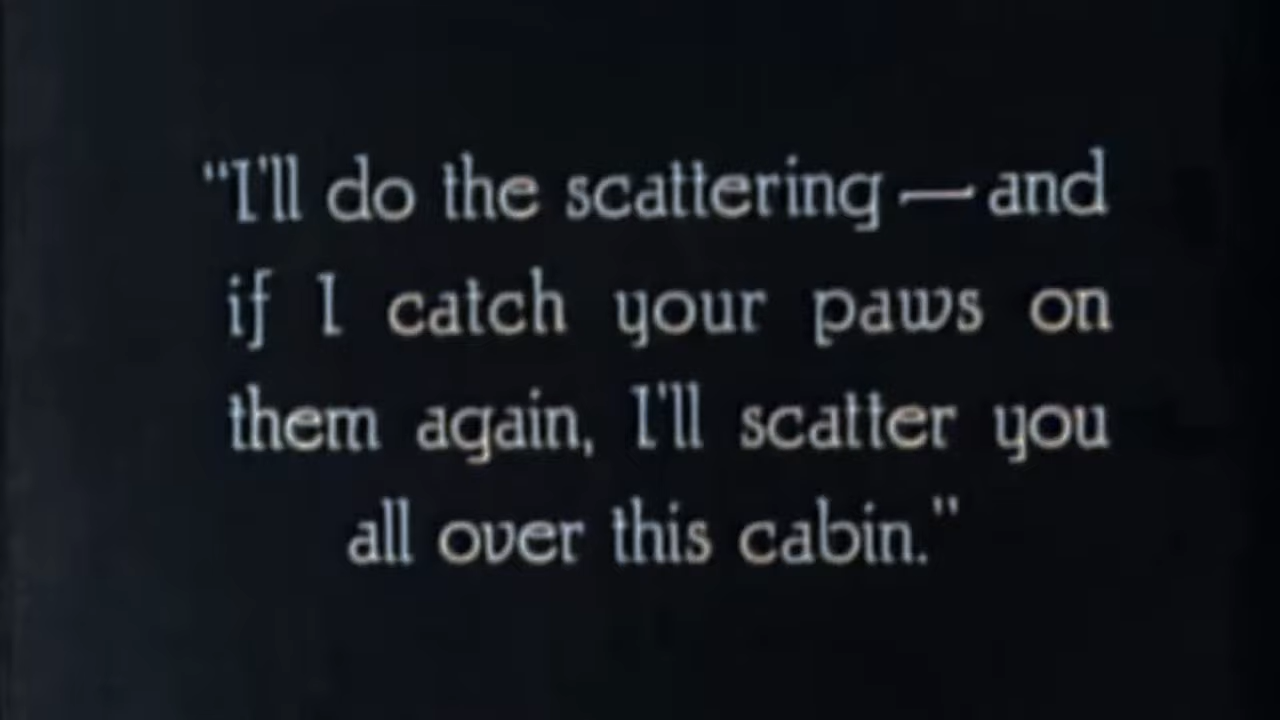 "I'll do the scattering — and
if I catch your paws on
them again, I'll scatter you
all over this cabin."